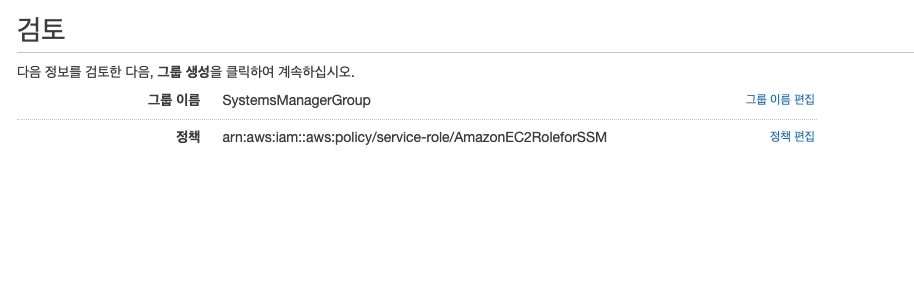 검토
다음 정보를 검토한 다음, 그룹 생성을 클릭하여 계속하십시오.
그룹 이름 SystemsManagerGroup 그룹 이름 편집
정책 arn:aws:iam::aws:policy/service-role/AmazonEC2RoleforSSM 정책 편집